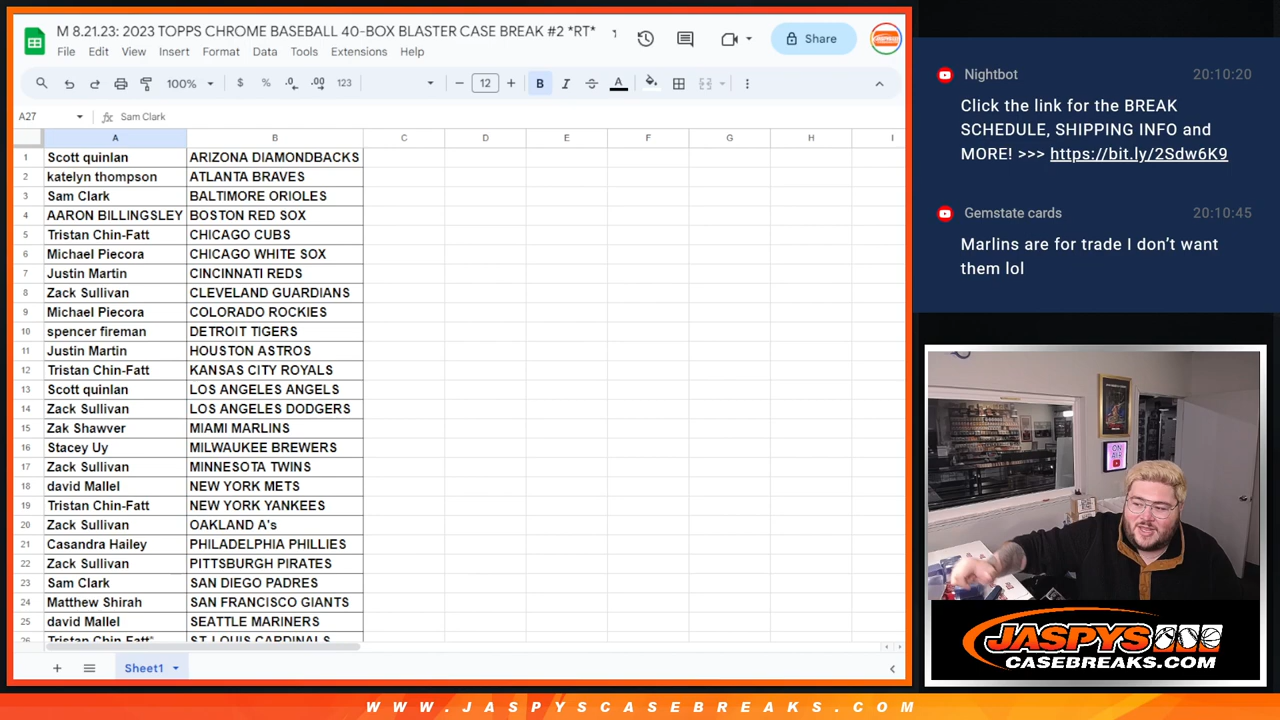 M 8.21.23: 2023 TOPPS CHROME BASEBALL 40-BOX BLASTER CASE BREAK #2 *RT*
Share
File Edit View Insert Format Data Tools Extensions Help
100% $ % .0 .00 123 12 B I S A
A27 fx Sam Clark
A B C D E F G H I
1 Scott quinlan ARIZONA DIAMONDBACKS
2 katelyn thompson ATLANTA BRAVES
3 Sam Clark BALTIMORE ORIOLES
4 AARON BILLINGSLEY BOSTON RED SOX
5 Tristan Chin-Fatt CHICAGO CUBS
6 Michael Piecora CHICAGO WHITE SOX
7 Justin Martin CINCINNATI REDS
8 Zack Sullivan CLEVELAND GUARDIANS
9 Michael Piecora COLORADO ROCKIES
10 spencer fireman DETROIT TIGERS
11 Justin Martin HOUSTON ASTROS
12 Tristan Chin-Fatt KANSAS CITY ROYALS
13 Scott quinlan LOS ANGELES ANGELS
14 Zack Sullivan LOS ANGELES DODGERS
15 Zak Shawver MIAMI MARLINS
16 Stacey Uy MILWAUKEE BREWERS
17 Zack Sullivan MINNESOTA TWINS
18 david Mallel NEW YORK METS
19 Tristan Chin-Fatt NEW YORK YANKEES
20 Zack Sullivan OAKLAND A's
21 Casandra Hailey PHILADELPHIA PHILLIES
22 Zack Sullivan PITTSBURGH PIRATES
23 Sam Clark SAN DIEGO PADRES
24 Matthew Shirah SAN FRANCISCO GIANTS
25 david Mallel SEATTLE MARINERS
26 Tristan Chin-Fatt* ST. LOUIS CARDINALS
Sheet1
Nightbot 20:10:20
Click the link for the BREAK
SCHEDULE, SHIPPING INFO and
MORE! >>> https://bit.ly/2Sdw6K9
Gemstate cards 20:10:45
Marlins are for trade I don't want
them lol
ON
AIR
JASPYS
CASEBREAKS.COM
WWW.JASPYSCASEBREAKS.COM